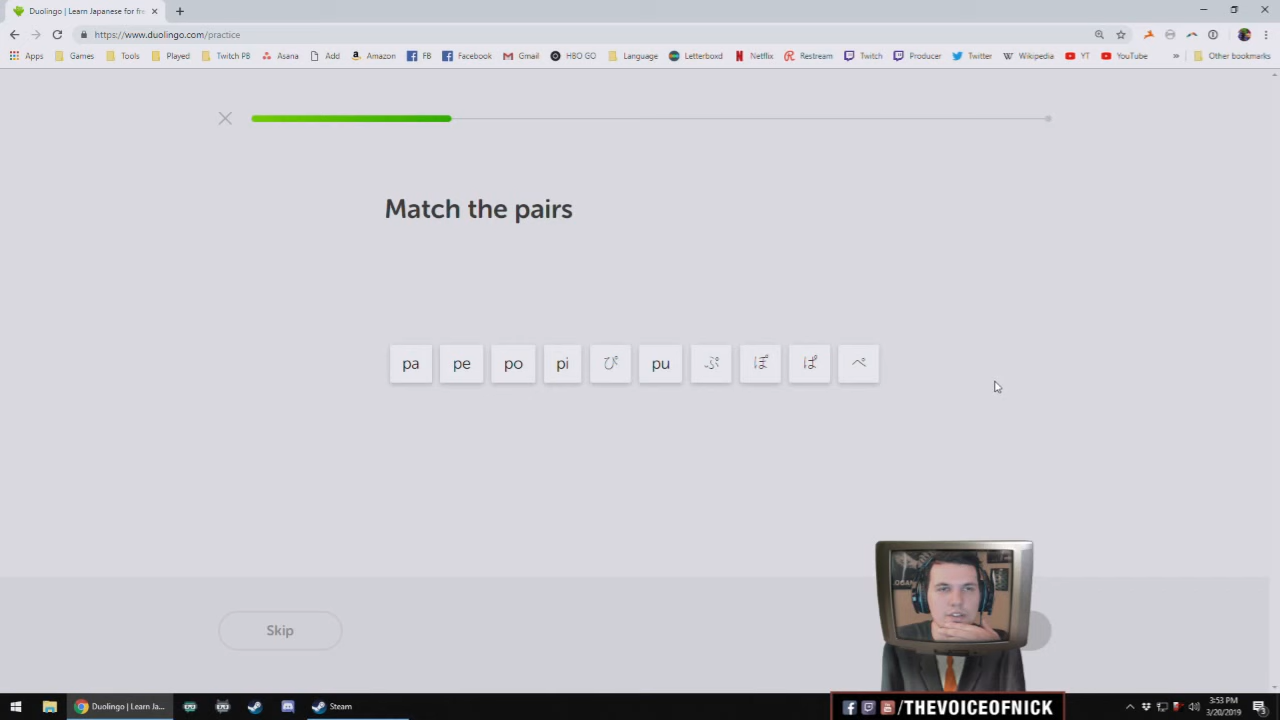 Duolingo | Learn Japanese for fre
https://www.duolingo.com/practice
Apps Games Tools Played Twitch PB Asana Add Amazon FB Facebook Gmail HBO GO Language Letterboxd Netflix Restream Twitch Producer Twitter Wikipedia YT YouTube » Other bookmarks
Match the pairs
pa pe po pi ぴ pu ぷ ぽ ぱ ぺ
Skip
Duolingo | Learn Ja...
Steam
/THEVOICEOFNICK
3:53 PM
3/20/2019